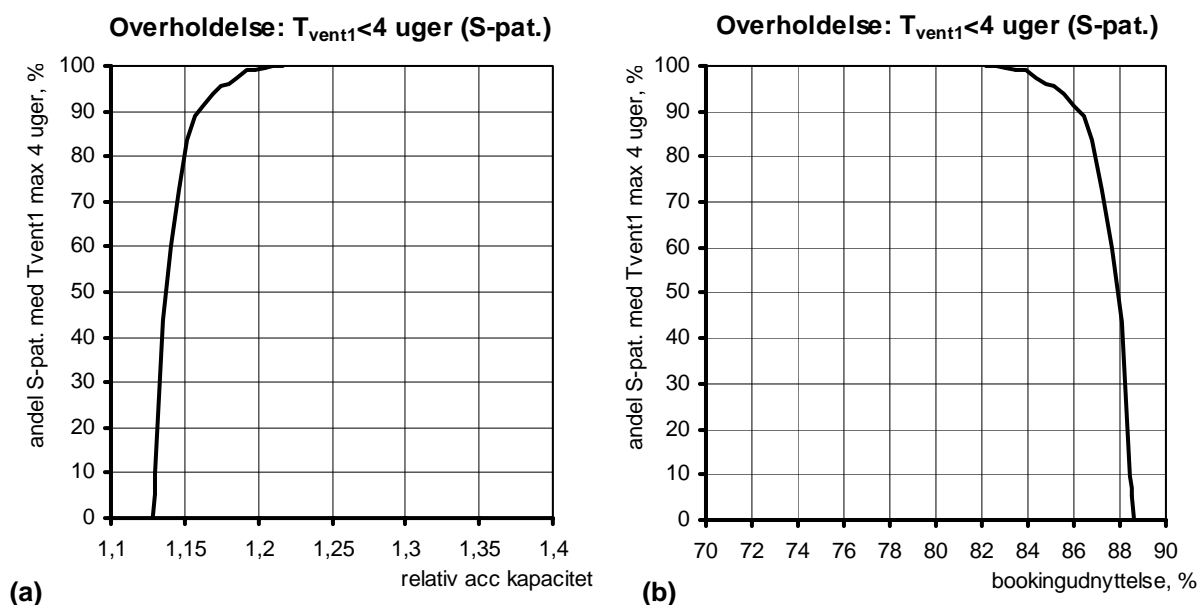 Overholdelse: Tvent1<4 uger (S-pat.)
andel S-pat. med Tvent1 max 4 uger, %
100
90
80
70
60
50
40
30
20
10
0
1,1 1,15 1,2 1,25 1,3 1,35 1,4
relativ acc kapacitet
(a)
Overholdelse: Tvent1<4 uger (S-pat.)
andel S-pat. med Tvent1 max 4 uger, %
100
90
80
70
60
50
40
30
20
10
0
70 72 74 76 78 80 82 84 86 88 90
bookingudnyttelse, %
(b)